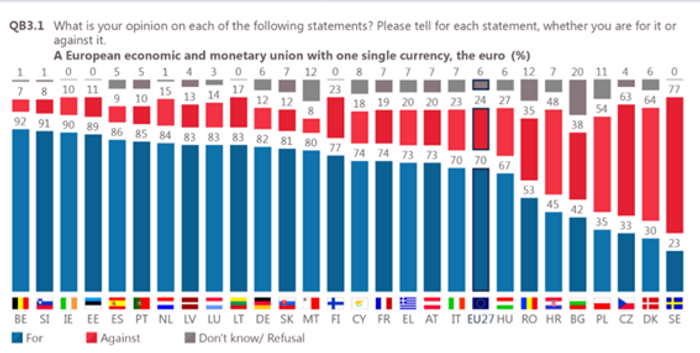 QB3.1 What is your opinion on each of the following statements? Please tell for each statement, whether you are for it or
against it.
A European economic and monetary union with one single currency, the euro (%)
1 1 0 0 5 5 1 4 3 0 6 7 12 0 8 7 7 7 7 6 6 12 7 20 11 4 6 0
7 8 10 11 9 10 15 13 14 17 12 12 8 23 18 19 20 20 23 24 27 35 48 38 54 63 64 77
92 91 90 89 86 85 84 83 83 83 82 81 80 77 74 74 73 73 70 70 67 53 45 42 35 33 30 23
BE SI IE EE ES PT NL LV LU LT DE SK MT FI CY FR EL AT IT EU27 HU RO HR BG PL CZ DK SE
For Against Don't know/ Refusal